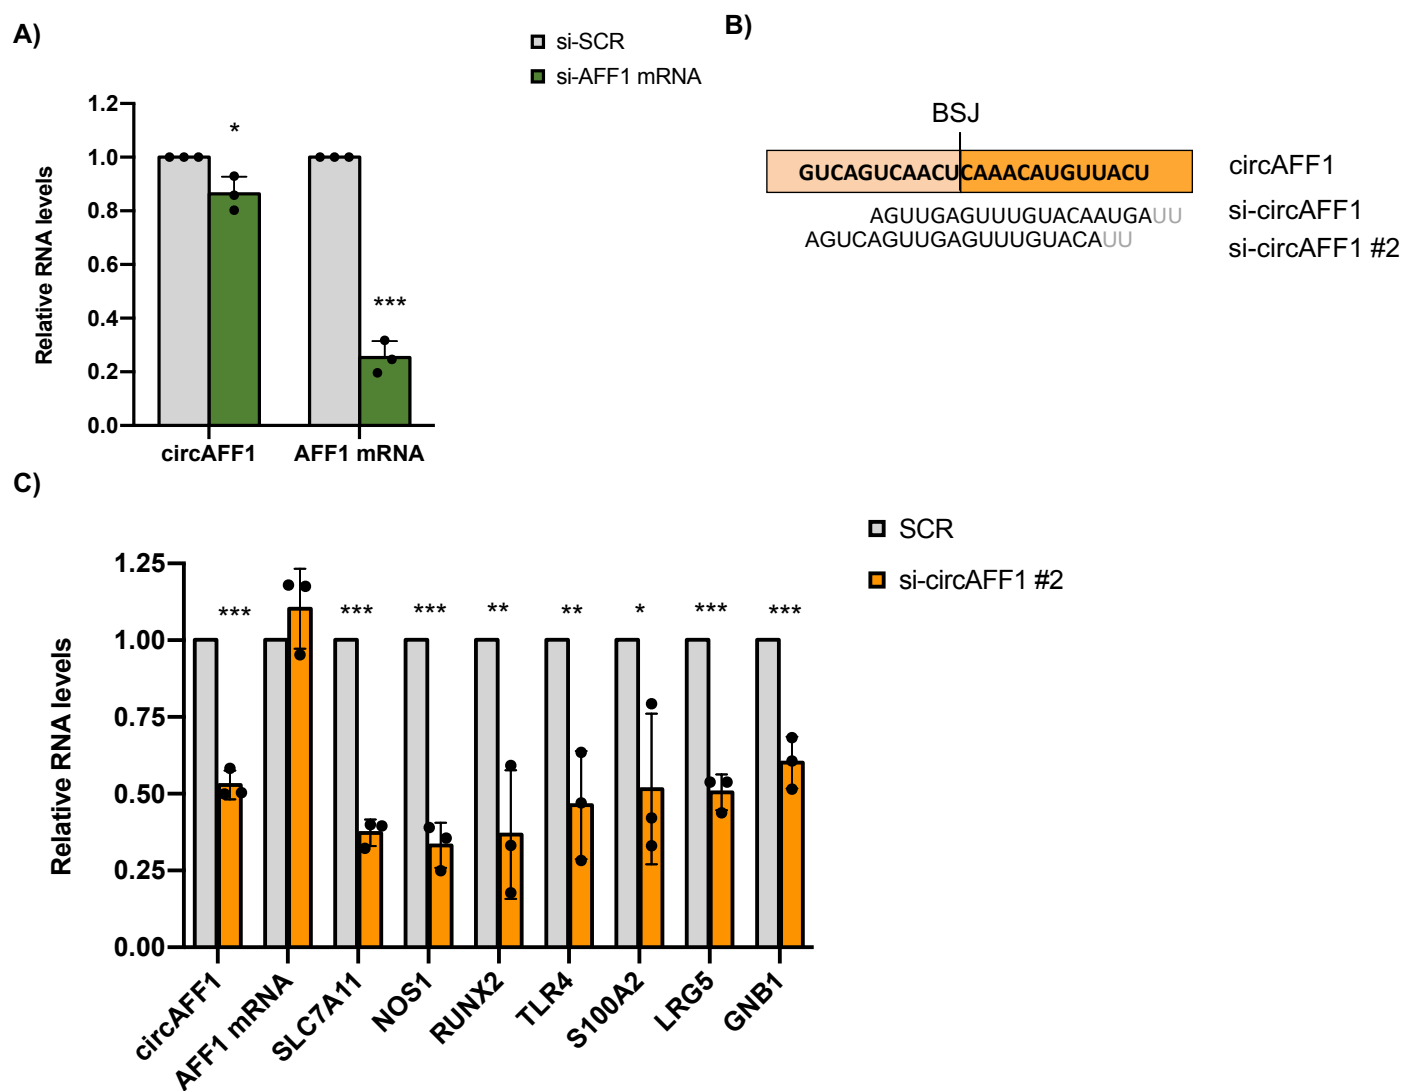 A)
si-SCR
si-AFF1 mRNA
Relative RNA levels
1.2
1.0
0.8
0.6
0.4
0.2
0.0
*
***
circAFF1
AFF1 mRNA
B)
BSJ
GUCAGUCAACUCAAACAUGUUACU
circAFF1
AGUUGAGUUUGUACAAUGAUU
si-circAFF1
AGUCAGUUGAGUUUGUACAUU
si-circAFF1 #2
C)
SCR
si-circAFF1 #2
Relative RNA levels
1.25
1.00
0.75
0.50
0.25
0.00
***
***
***
**
**
*
***
***
circAFF1
AFF1 mRNA
SLC7A11
NOS1
RUNX2
TLR4
S100A2
LRG5
GNB1